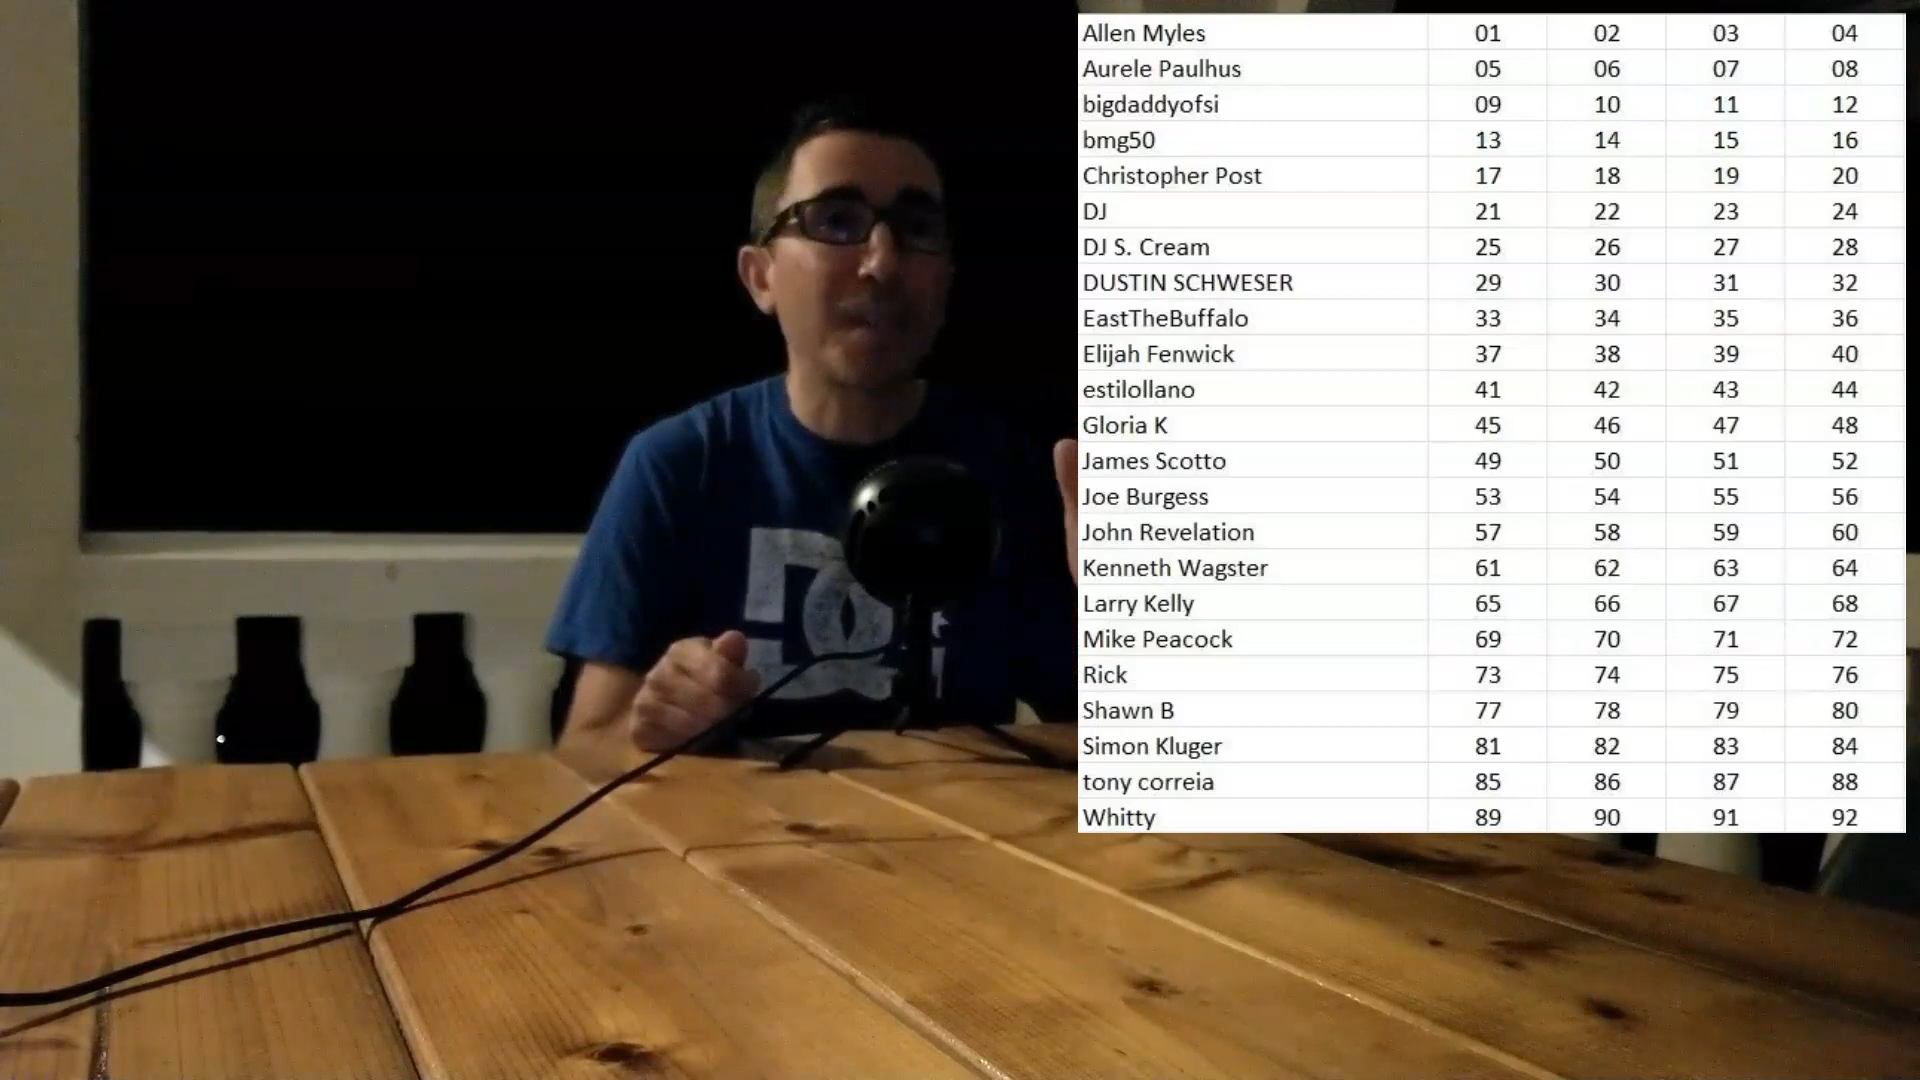 Allen Myles 01 02 03 04
Aurele Paulhus 05 06 07 08
bigdaddyofsi 09 10 11 12
bmg50 13 14 15 16
Christopher Post 17 18 19 20
DJ 21 22 23 24
DJ S. Cream 25 26 27 28
DUSTIN SCHWESER 29 30 31 32
EastTheBuffalo 33 34 35 36
Elijah Fenwick 37 38 39 40
estilollano 41 42 43 44
Gloria K 45 46 47 48
James Scotto 49 50 51 52
Joe Burgess 53 54 55 56
John Revelation 57 58 59 60
Kenneth Wagster 61 62 63 64
Larry Kelly 65 66 67 68
Mike Peacock 69 70 71 72
Rick 73 74 75 76
Shawn B 77 78 79 80
Simon Kluger 81 82 83 84
tony correia 85 86 87 88
Whitty 89 90 91 92